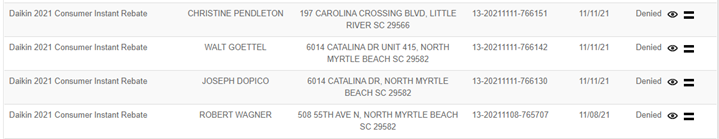 Daikin 2021 Consumer Instant Rebate CHRISTINE PENDLETON 197 CAROLINA CROSSING BLVD, LITTLE RIVER SC 29566 13-20211111-766151 11/11/21 Denied
Daikin 2021 Consumer Instant Rebate WALT GOETTEL 6014 CATALINA DR UNIT 415, NORTH MYRTLE BEACH SC 29582 13-20211111-766142 11/11/21 Denied
Daikin 2021 Consumer Instant Rebate JOSEPH DOPICO 6014 CATALINA DR, NORTH MYRTLE BEACH SC 29582 13-20211111-766130 11/11/21 Denied
Daikin 2021 Consumer Instant Rebate ROBERT WAGNER 508 55TH AVE N, NORTH MYRTLE BEACH SC 29582 13-20211108-765707 11/08/21 Denied